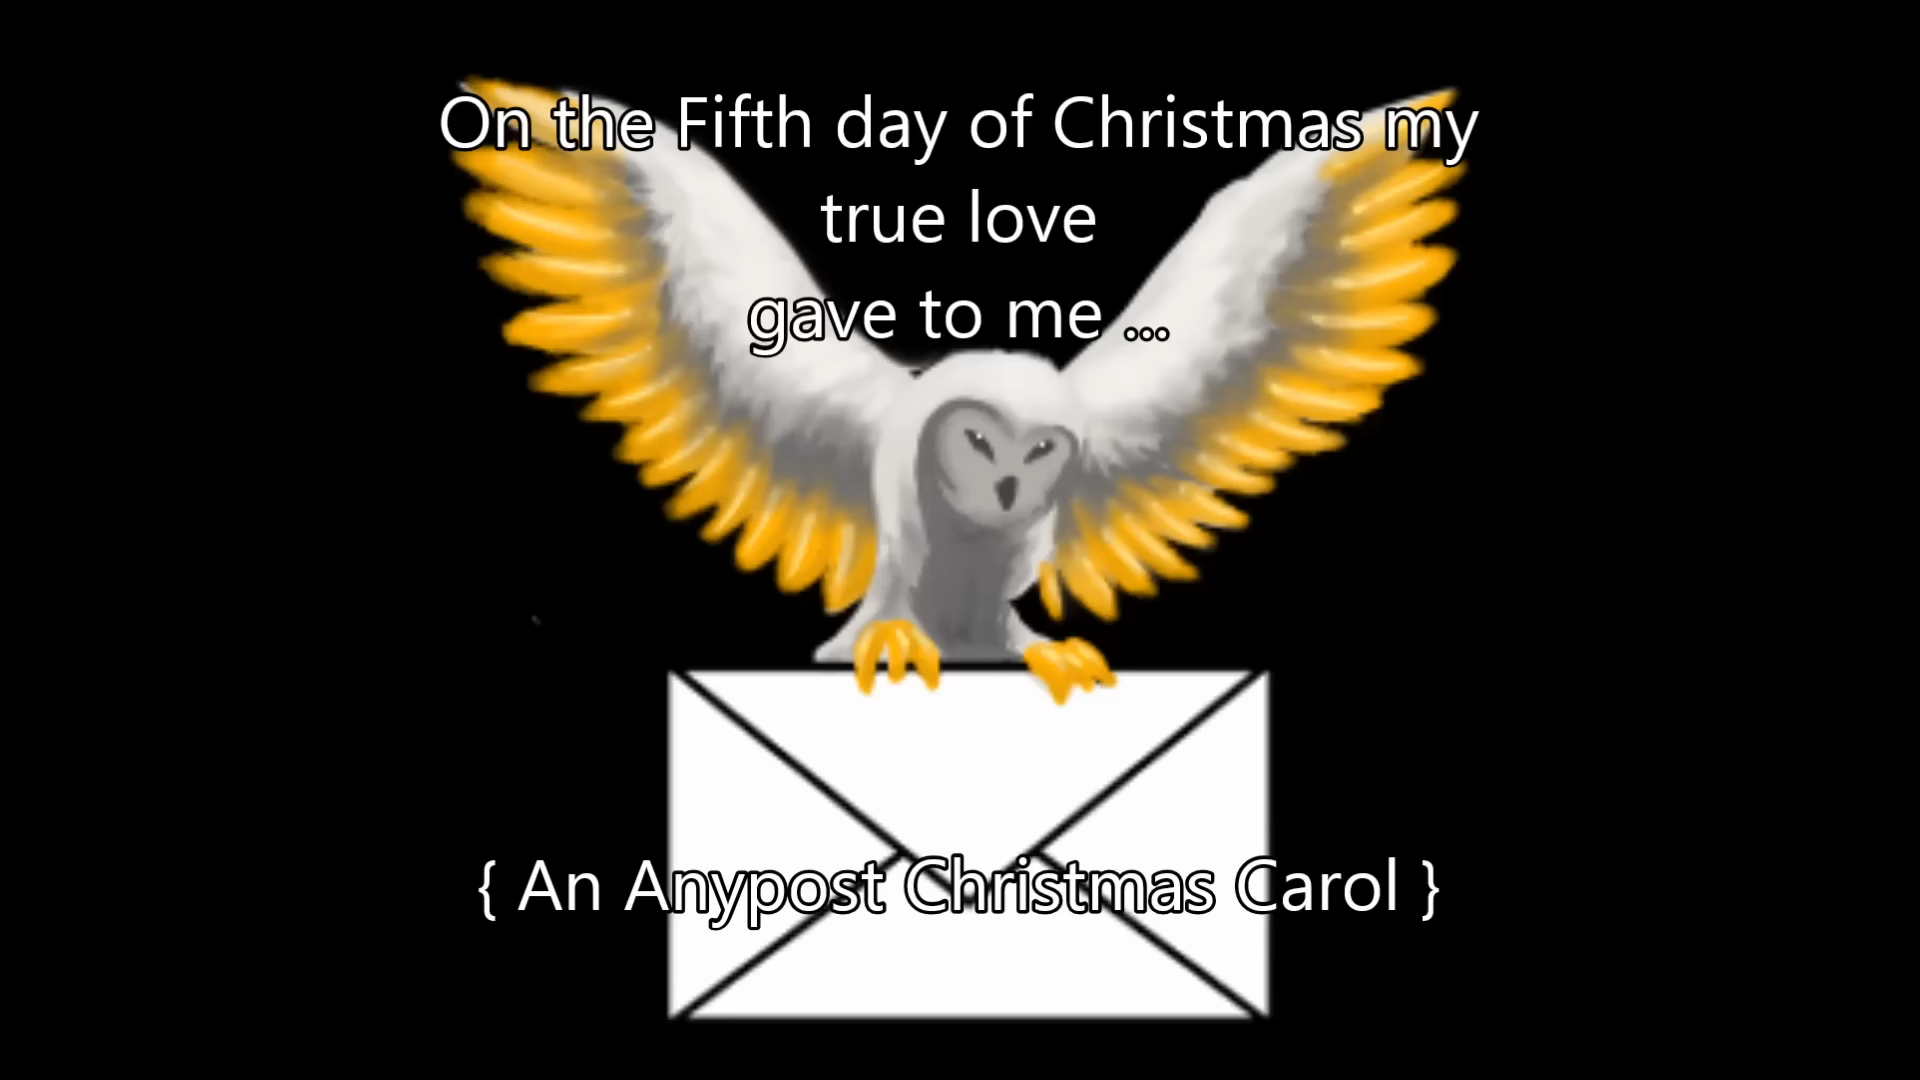 On the Fifth day of Christmas my
true love
gave to me ...
{ An Anypost Christmas Carol }